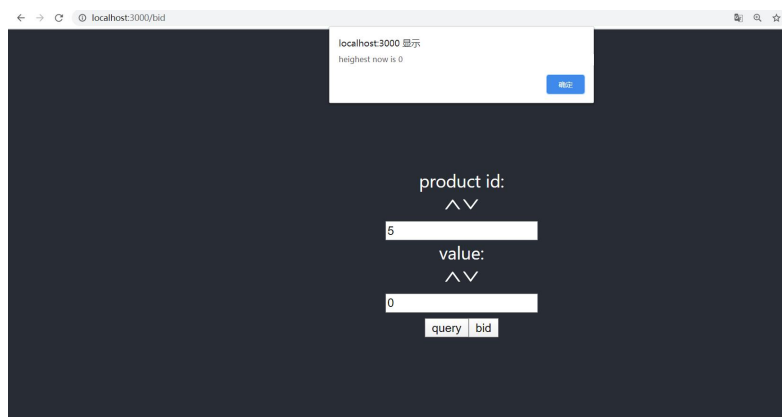 localhost:3000/bid
localhost:3000 显示
heighest now is 0
确定
product id:
5
value:
0
query bid